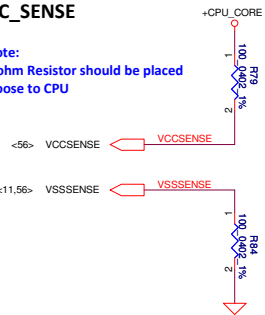 C_SENSE
+CPU_CORE
ote:
ohm Resistor should be placed
oose to CPU
1
R79
100_0402_1%
2
<56> VCCSENSE
VCCSENSE
<11,56> VSSSENSE
VSSSENSE
1
R84
100_0402_1%
2